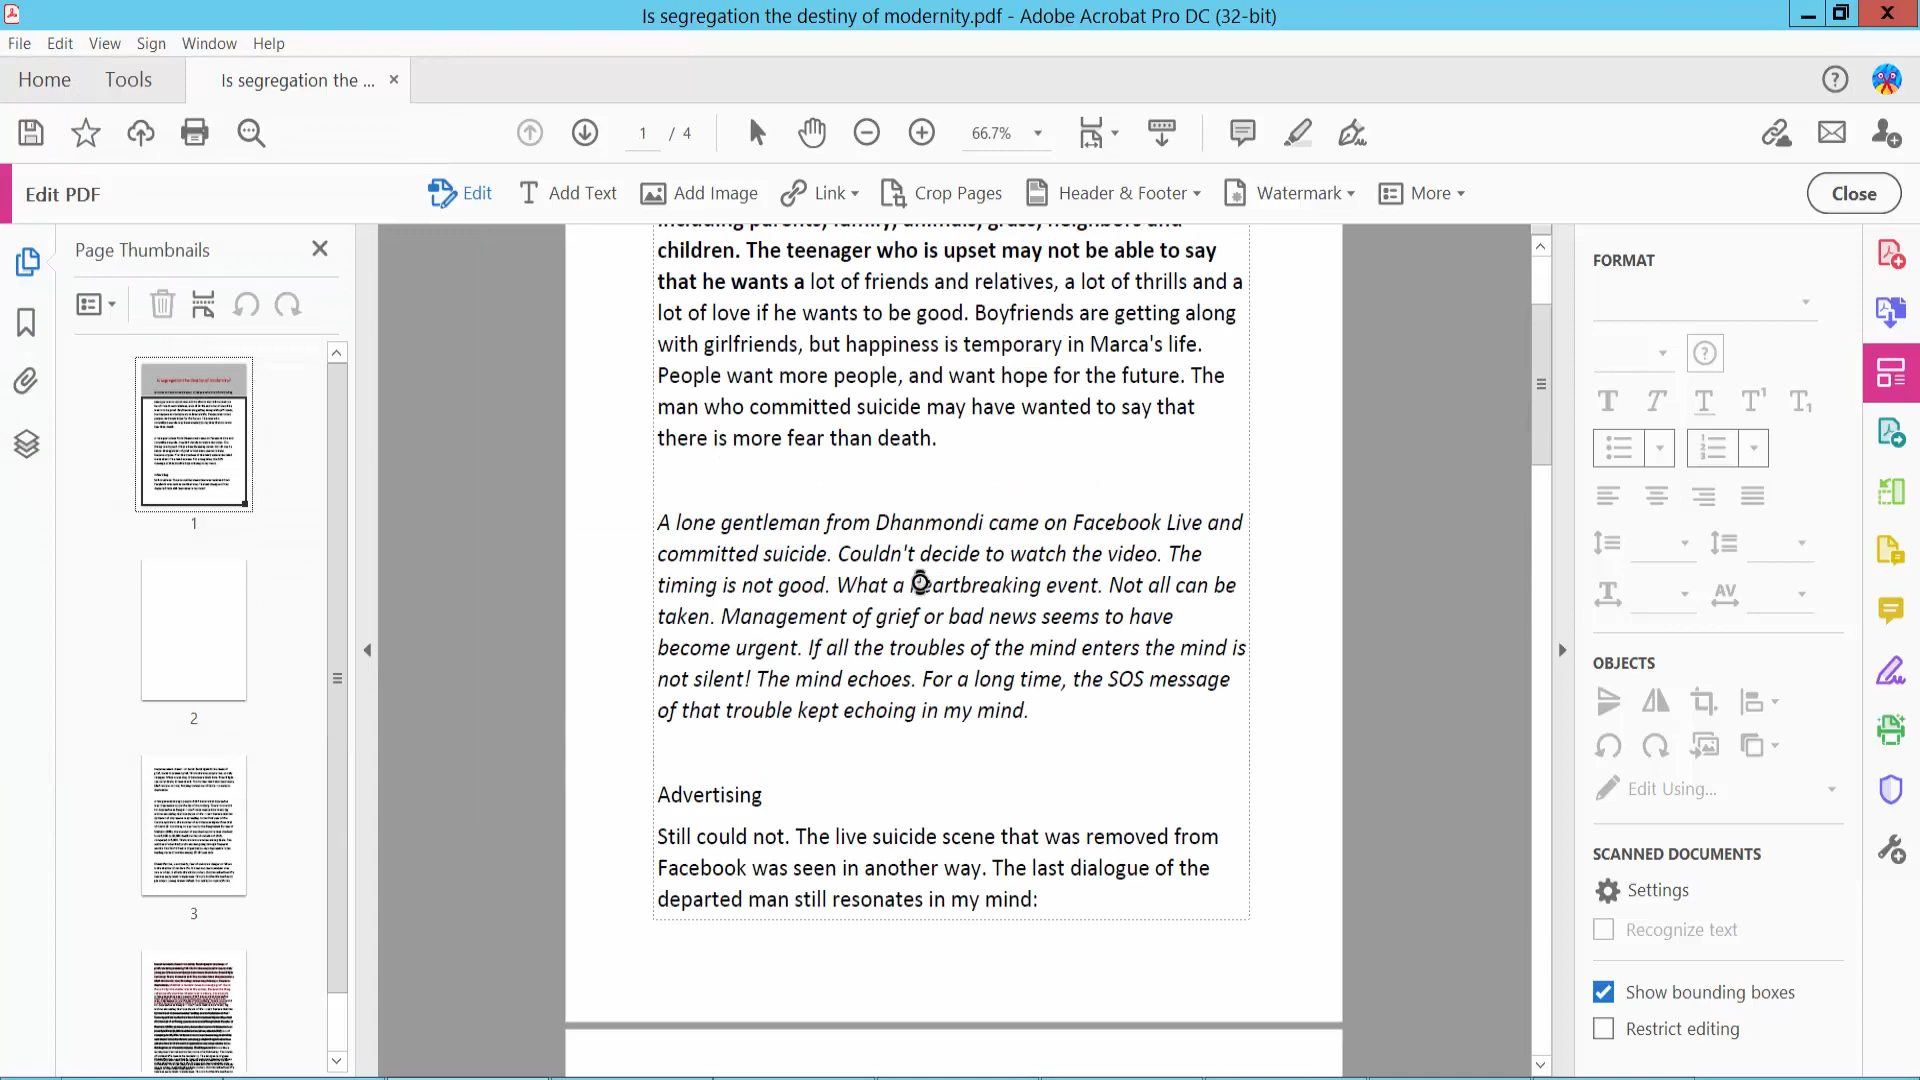 Is segregation the destiny of modernity.pdf - Adobe Acrobat Pro DC (32-bit)
File Edit View Sign Window Help
Home Tools Is segregation the ...
1 / 4 66.7%
Edit PDF Edit Add Text Add Image Link Crop Pages Header & Footer Watermark More Close
Page Thumbnails
1
2
3
including parents, family, animals, grass, neighbors and
children. The teenager who is upset may not be able to say
that he wants a lot of friends and relatives, a lot of thrills and a
lot of love if he wants to be good. Boyfriends are getting along
with girlfriends, but happiness is temporary in Marca's life.
People want more people, and want hope for the future. The
man who committed suicide may have wanted to say that
there is more fear than death.
A lone gentleman from Dhanmondi came on Facebook Live and
committed suicide. Couldn't decide to watch the video. The
timing is not good. What a heartbreaking event. Not all can be
taken. Management of grief or bad news seems to have
become urgent. If all the troubles of the mind enters the mind is
not silent! The mind echoes. For a long time, the SOS message
of that trouble kept echoing in my mind.
Advertising
Still could not. The live suicide scene that was removed from
Facebook was seen in another way. The last dialogue of the
departed man still resonates in my mind:
FORMAT
OBJECTS
Edit Using...
SCANNED DOCUMENTS
Settings
Recognize text
Show bounding boxes
Restrict editing